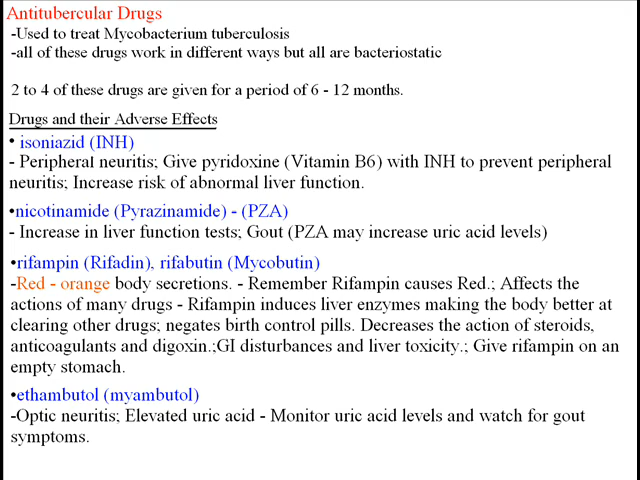 Antitubercular Drugs
-Used to treat Mycobacterium tuberculosis
-all of these drugs work in different ways but all are bacteriostatic
2 to 4 of these drugs are given for a period of 6 - 12 months.
Drugs and their Adverse Effects
• isoniazid (INH)
- Peripheral neuritis; Give pyridoxine (Vitamin B6) with INH to prevent peripheral
neuritis; Increase risk of abnormal liver function.
•nicotinamide (Pyrazinamide) - (PZA)
- Increase in liver function tests; Gout (PZA may increase uric acid levels)
•rifampin (Rifadin), rifabutin (Mycobutin)
-Red - orange body secretions. - Remember Rifampin causes Red.; Affects the
actions of many drugs - Rifampin induces liver enzymes making the body better at
clearing other drugs; negates birth control pills. Decreases the action of steroids,
anticoagulants and digoxin.;GI disturbances and liver toxicity.; Give rifampin on an
empty stomach.
•ethambutol (myambutol)
-Optic neuritis; Elevated uric acid - Monitor uric acid levels and watch for gout
symptoms.